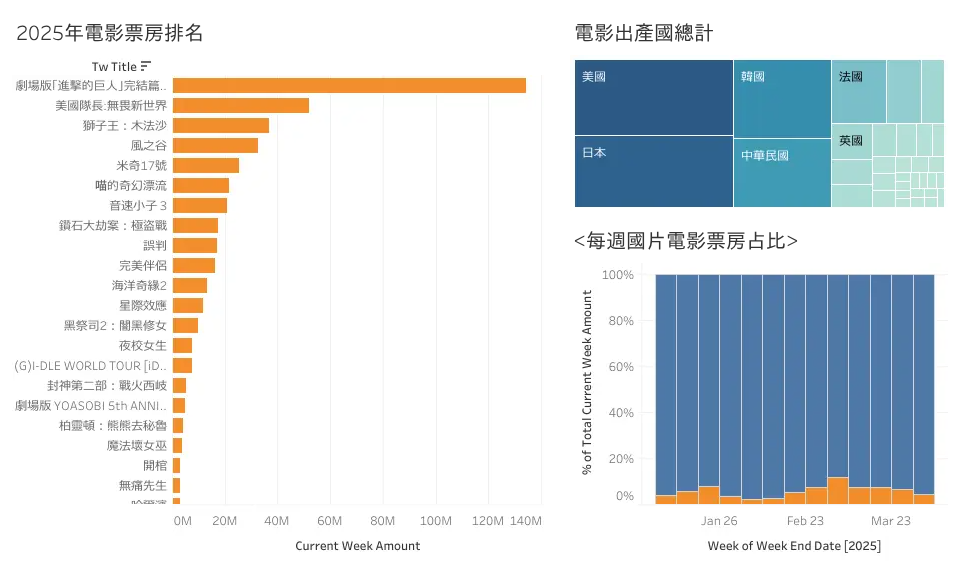 2025年電影票房排名
Tw Title
劇場版「進擊的巨人」完結篇..
美國隊長:無畏新世界
獅子王：木法沙
風之谷
米奇17號
喵的奇幻漂流
音速小子 3
鑽石大劫案：極盜戰
誤判
完美伴侶
海洋奇緣2
星際效應
黑祭司2：闇黑修女
夜校女生
(G)I-DLE WORLD TOUR [iD..
封神第二部：戰火西岐
劇場版 YOASOBI 5th ANNI..
柏靈頓：熊熊去秘魯
魔法壞女巫
開棺
無痛先生
0M 20M 40M 60M 80M 100M 120M 140M
Current Week Amount
電影出產國總計
美國
日本
韓國
中華民國
法國
英國
<每週國片電影票房占比>
% of Total Current Week Amount
100%
80%
60%
40%
20%
0%
Jan 26 Feb 23 Mar 23
Week of Week End Date [2025]